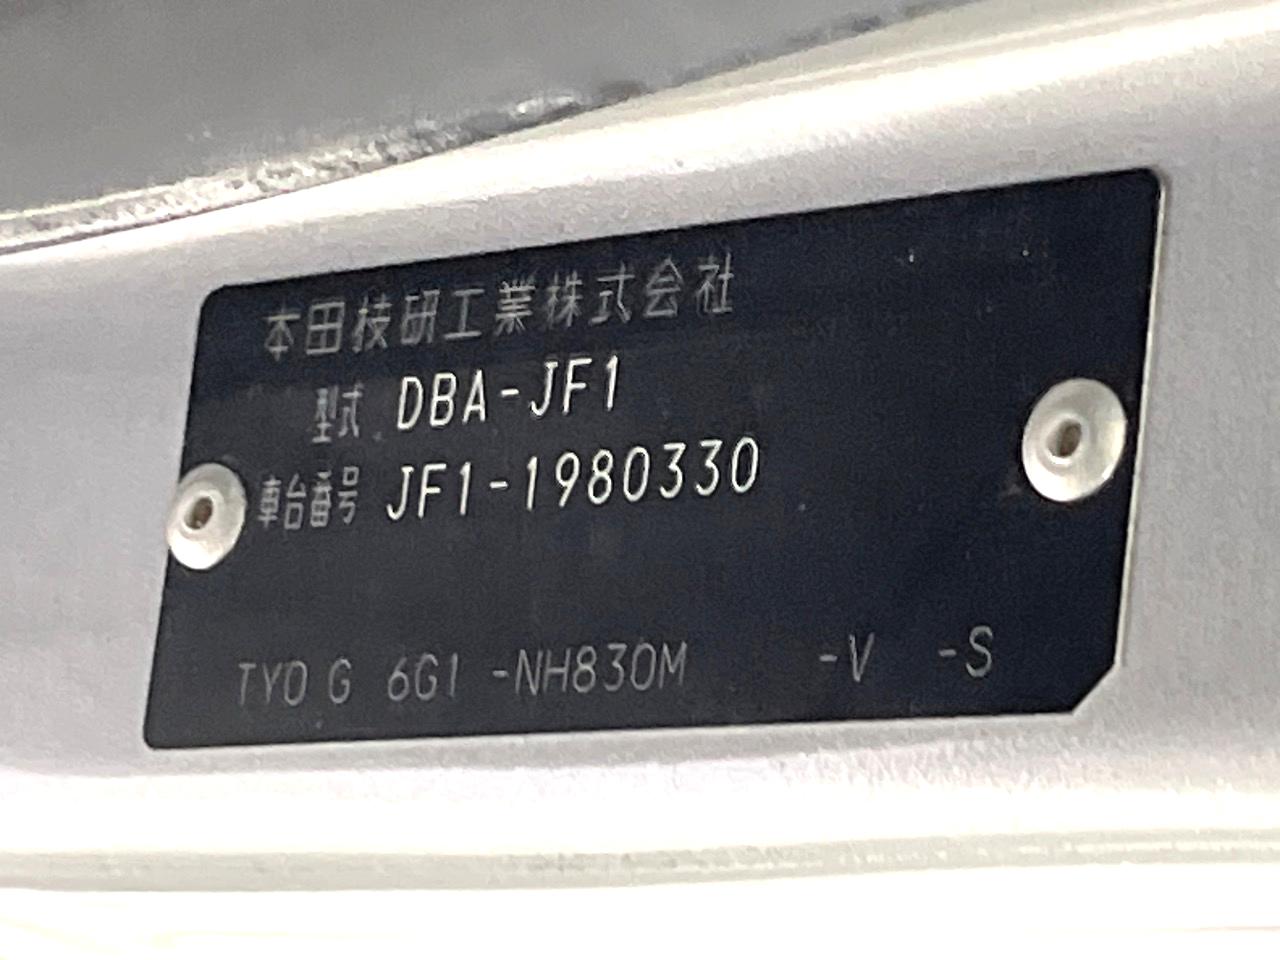 本田技研工業株式会社
型式 DBA-JF1
車台番号 JF1-1980330
TY0 G 6G1 -NH830M -V -S